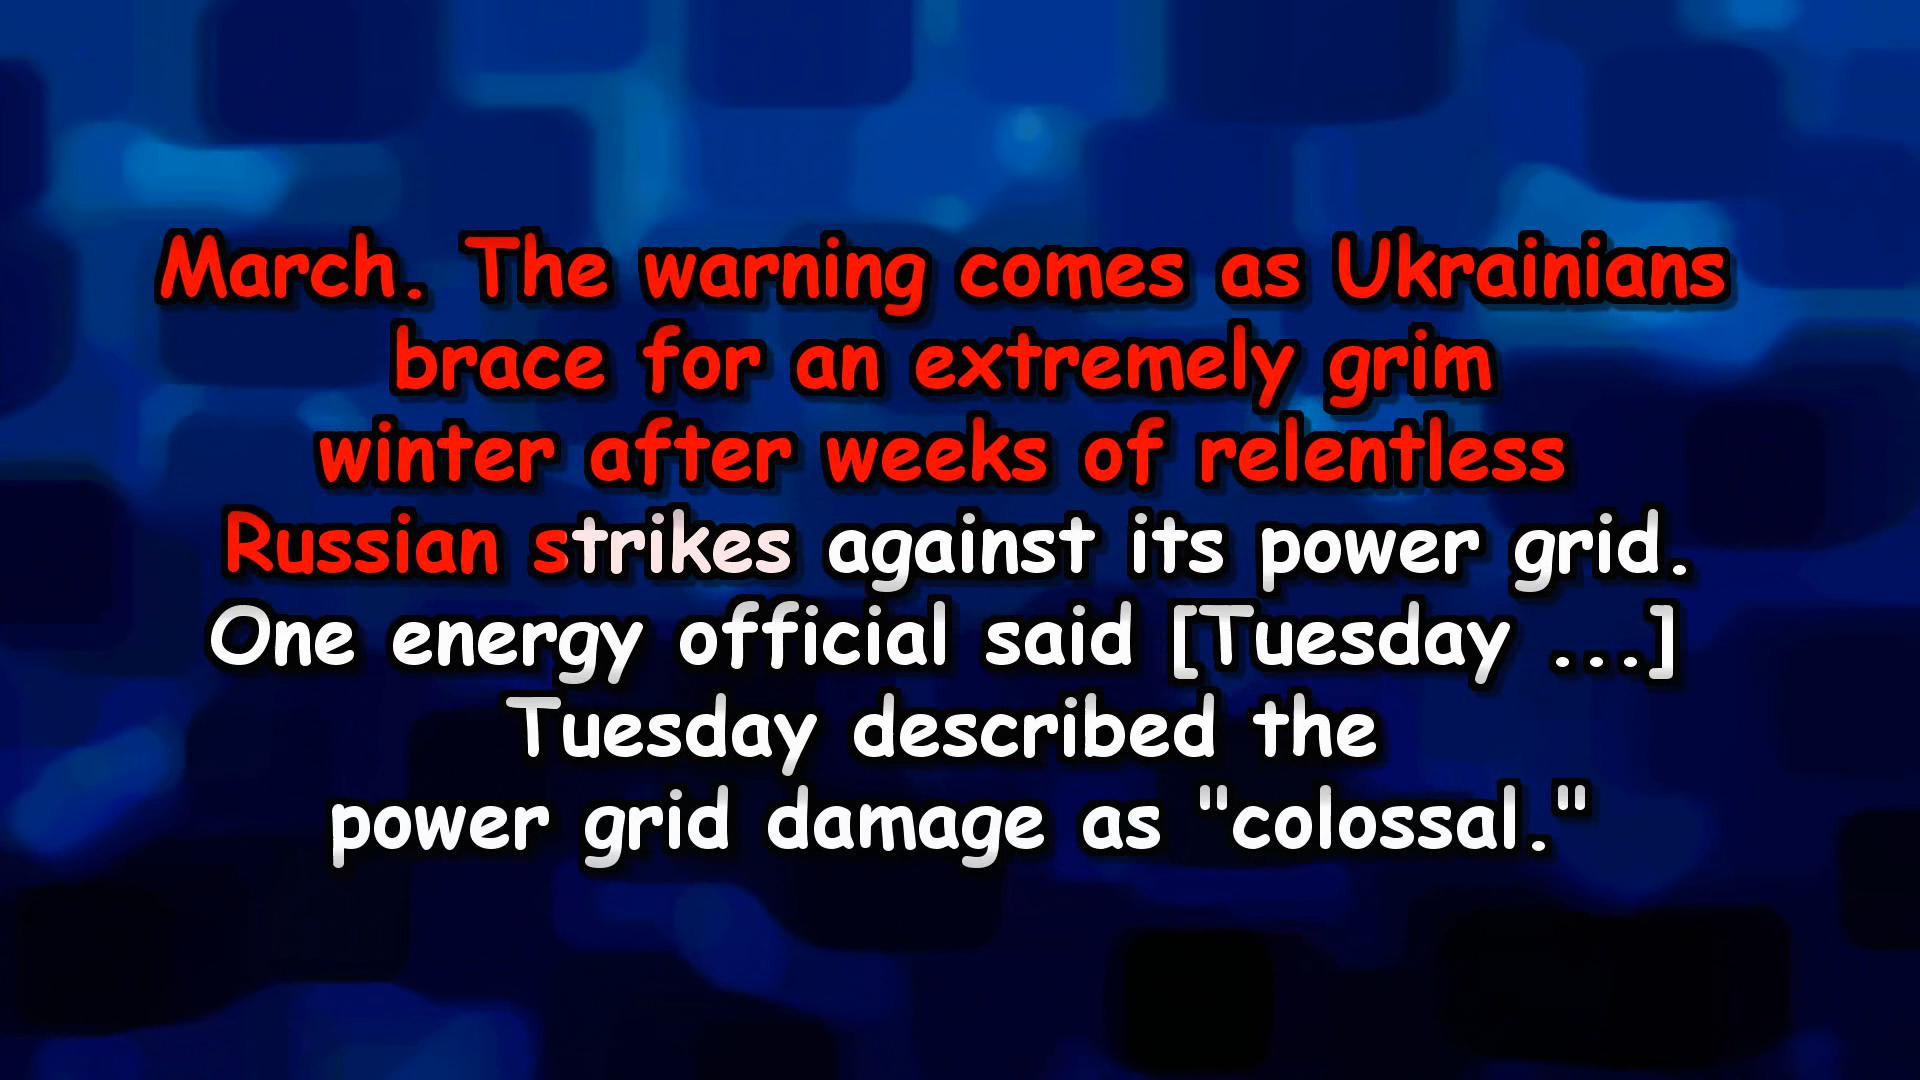 March. The warning comes as Ukrainians
brace for an extremely grim
winter after weeks of relentless
Russian strikes against its power grid.
One energy official said [Tuesday ...]
Tuesday described the
power grid damage as "colossal."